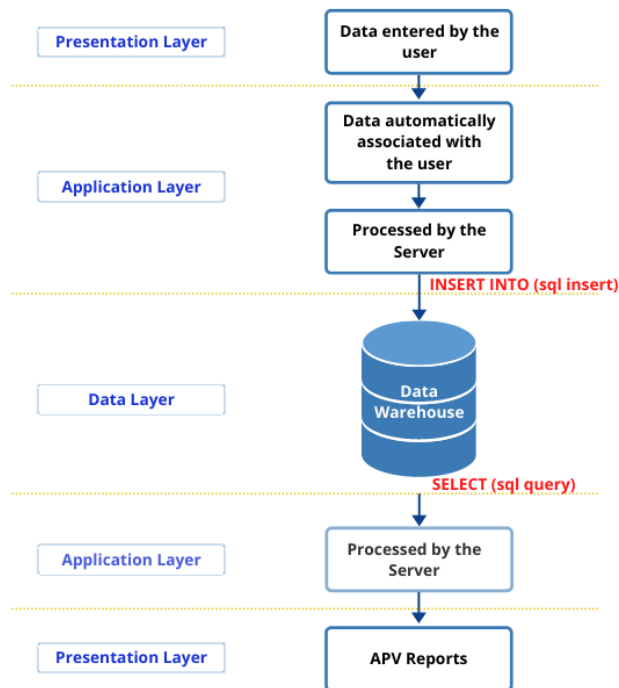 Presentation Layer
Data entered by the
user
Data automatically
associated with
the user
Application Layer
Processed by the
Server
INSERT INTO (sql insert)
Data Layer
Data
Warehouse
SELECT (sql query)
Application Layer
Processed by the
Server
Presentation Layer
APV Reports